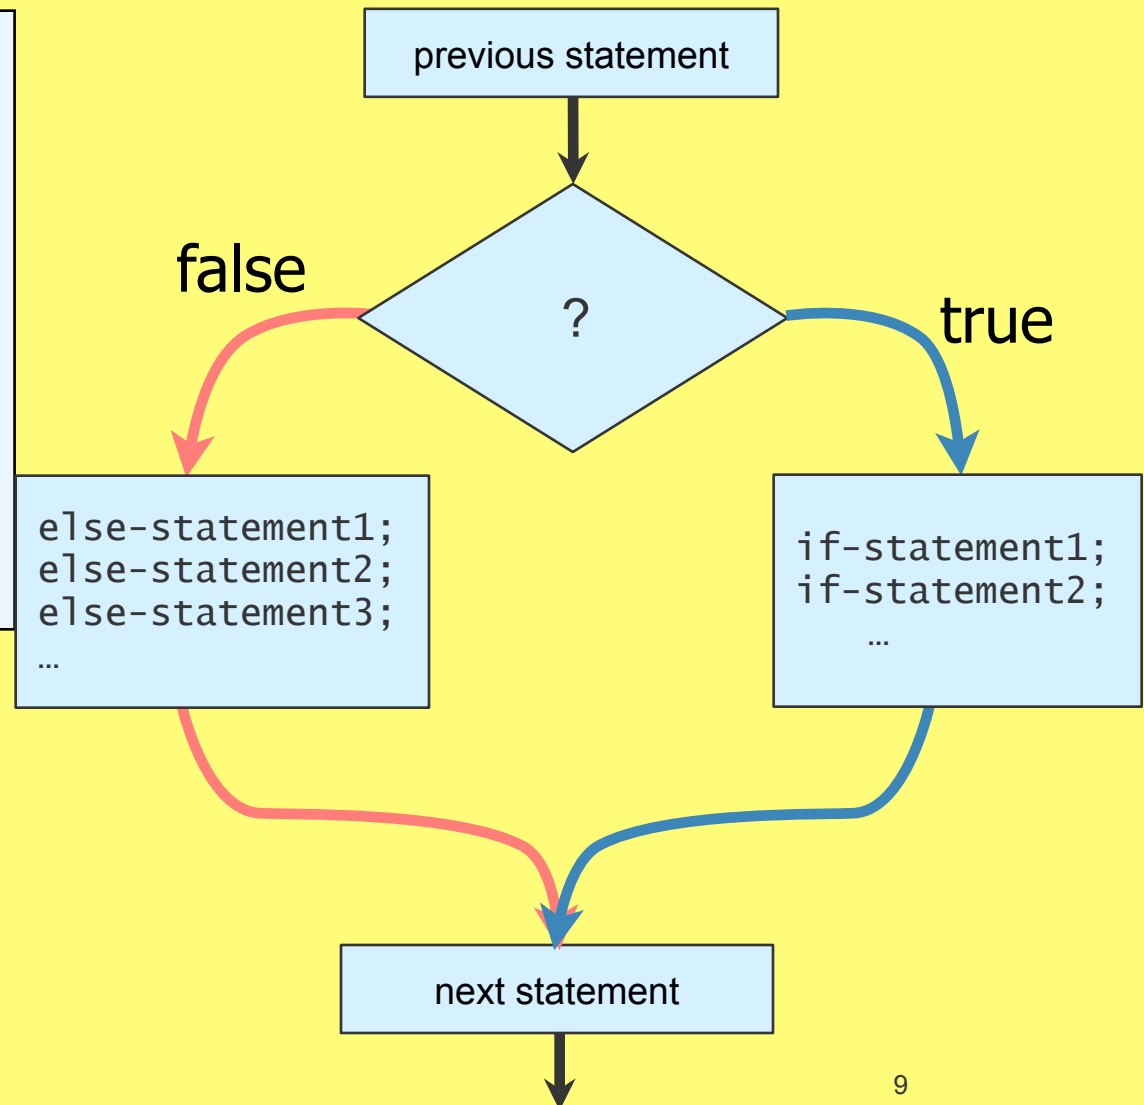 previous statement
false
?
true
else-statement1;
else-statement2;
else-statement3;
…
if-statement1;
if-statement2;
…
next statement
9